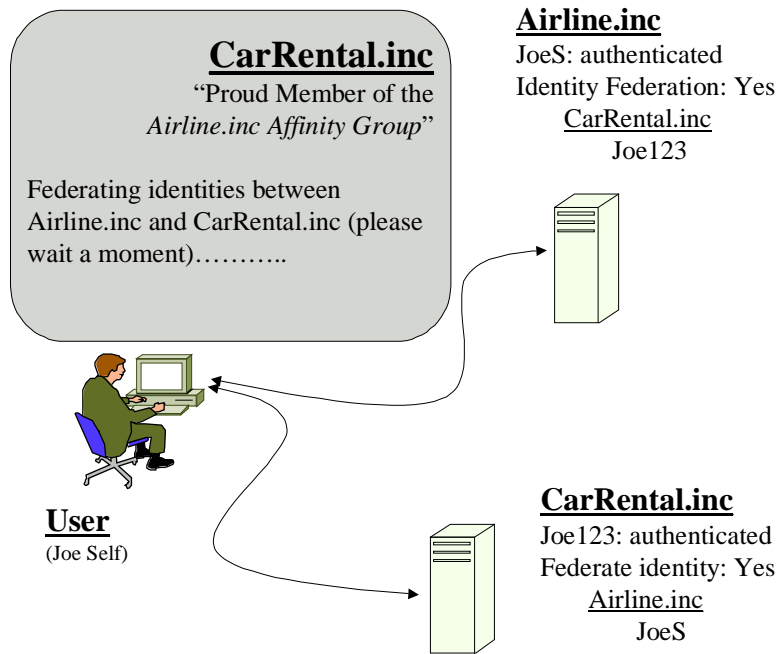 CarRental.inc
“Proud Member of the
Airline.inc Affinity Group”
Federating identities between
Airline.inc and CarRental.inc (please
wait a moment)………..
Airline.inc
JoeS: authenticated
Identity Federation: Yes
CarRental.inc
Joe123
User
(Joe Self)
CarRental.inc
Joe123: authenticated
Federate identity: Yes
Airline.inc
JoeS